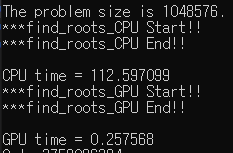 The problem size is 1048576.
***find_roots_CPU Start!!
***find_roots_CPU End!!
CPU time = 112.597099
***find_roots_GPU Start!!
***find_roots_GPU End!!
GPU time = 0.257568